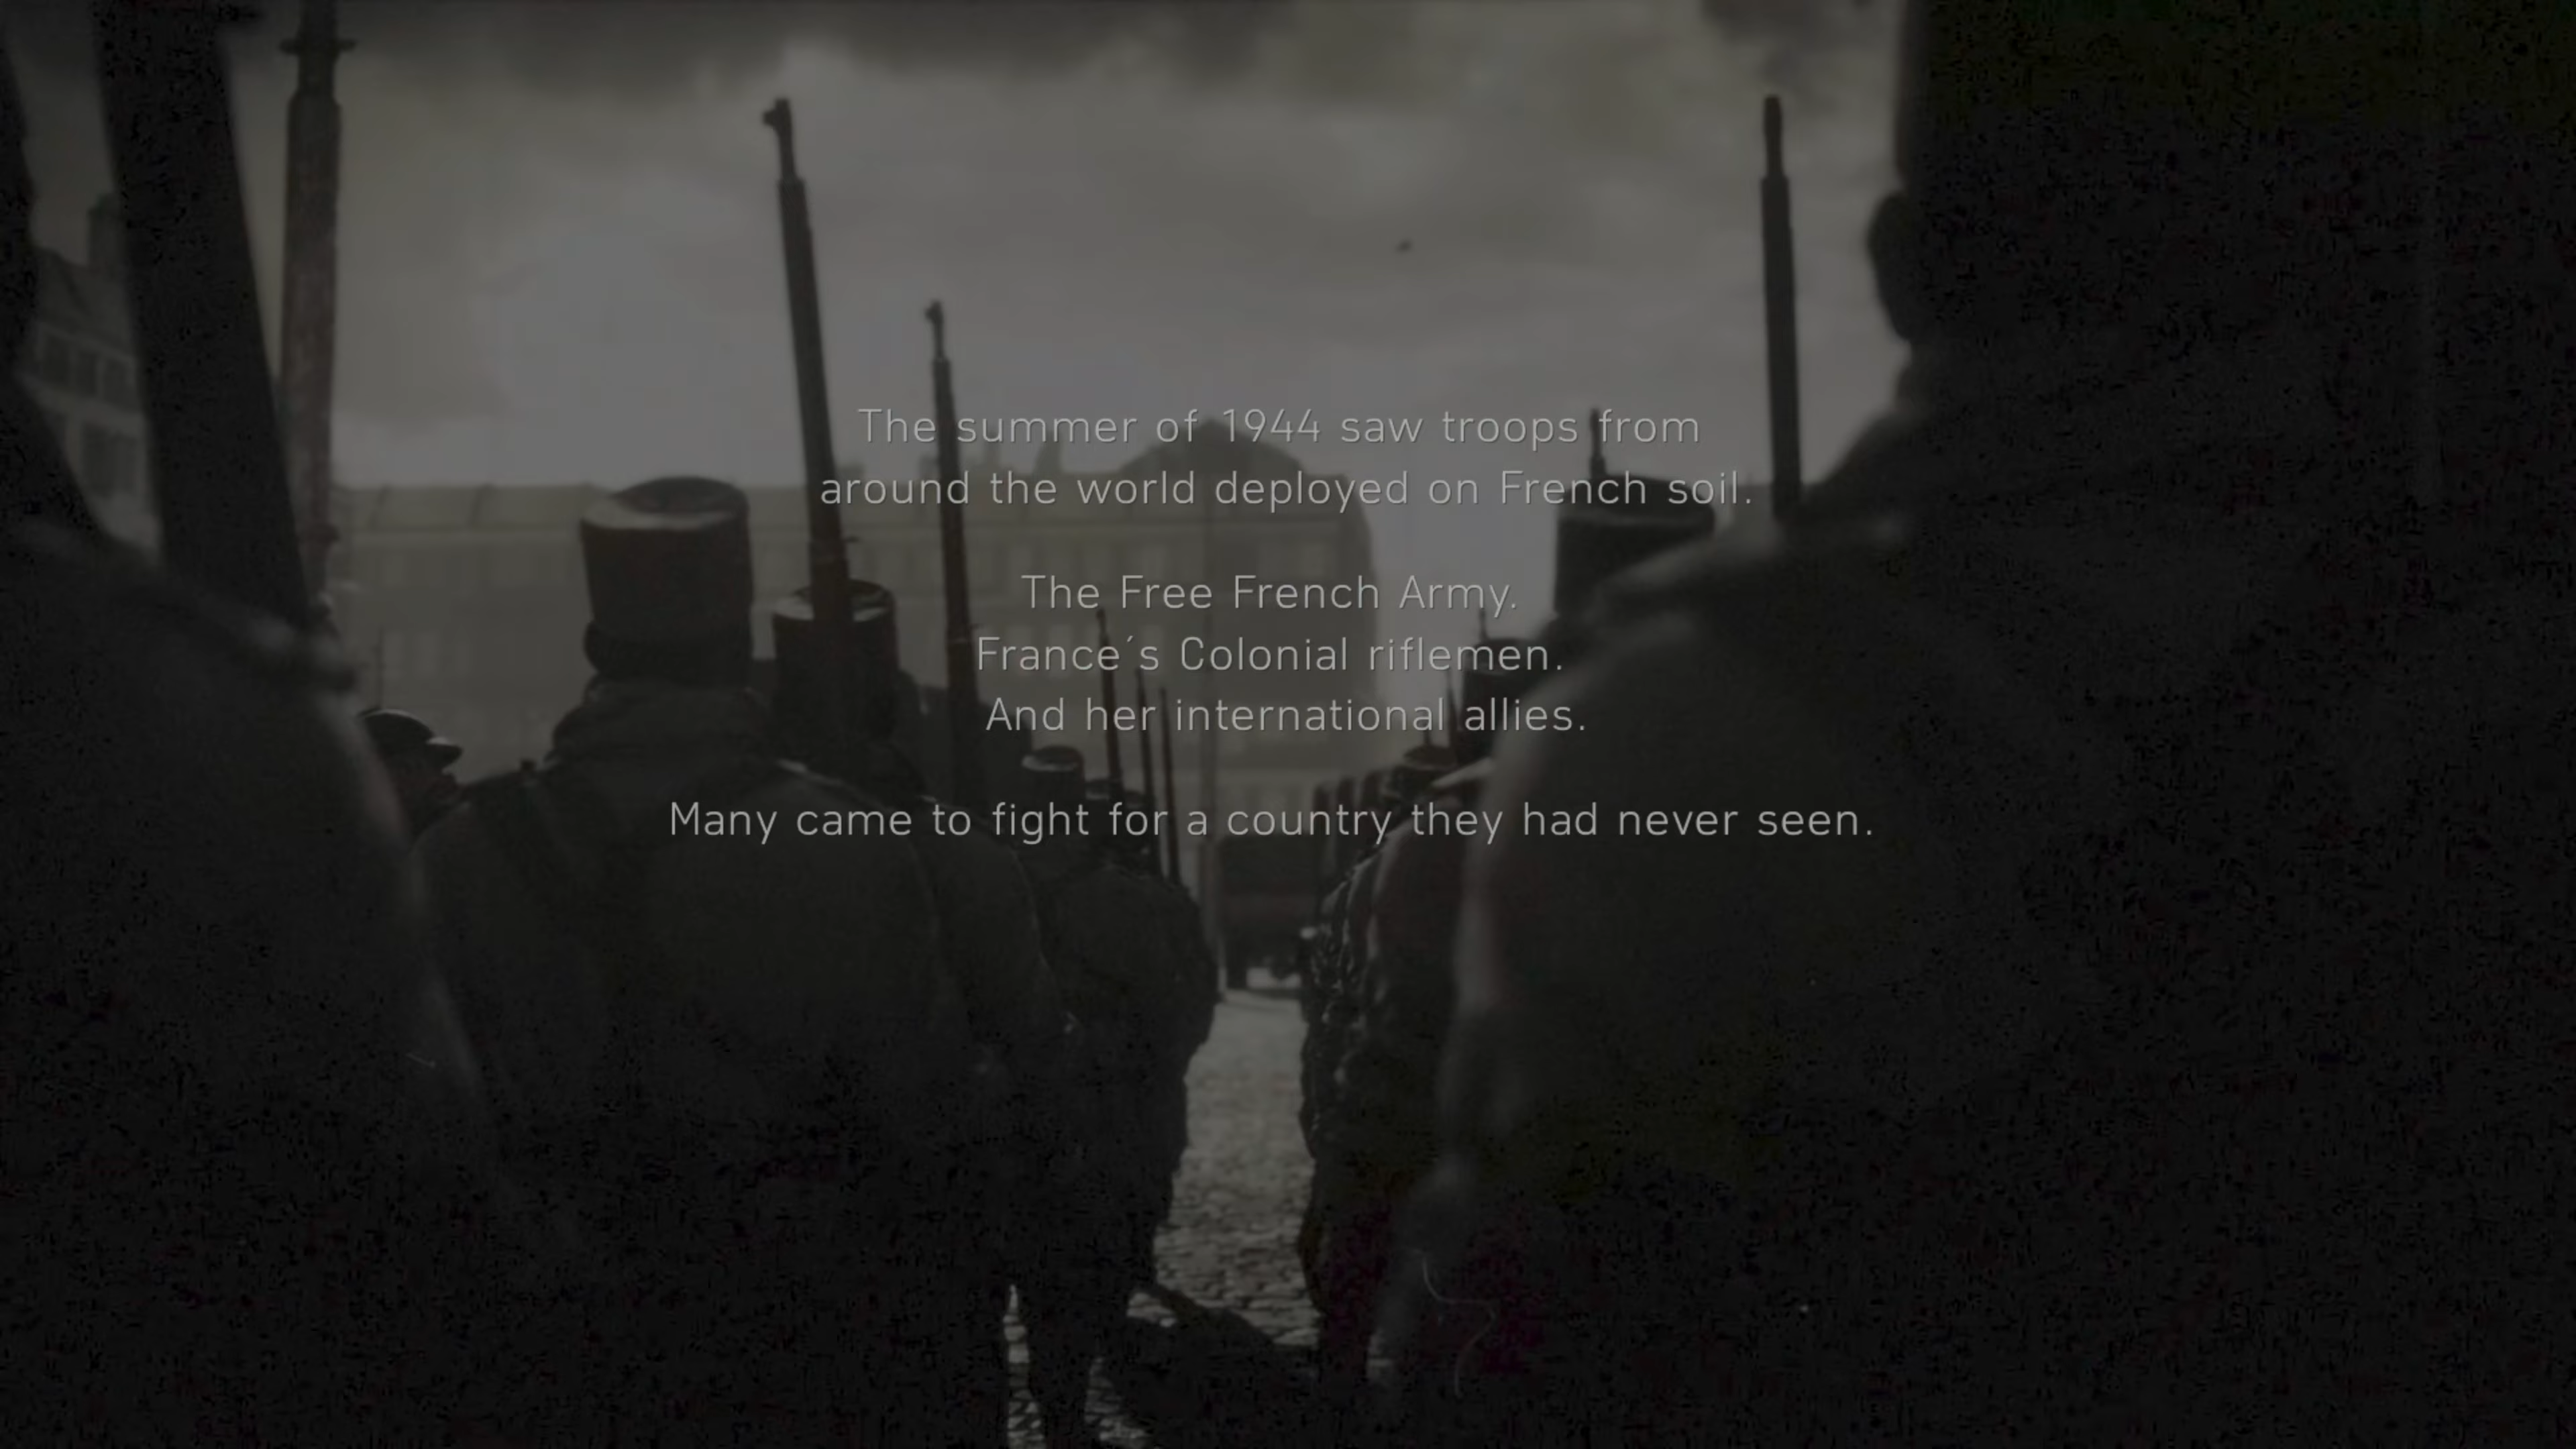 The summer of 1944 saw troops from
around the world deployed on French soil.
The Free French Army.
France´s Colonial riflemen.
And her international allies.
Many came to fight for a country they had never seen.